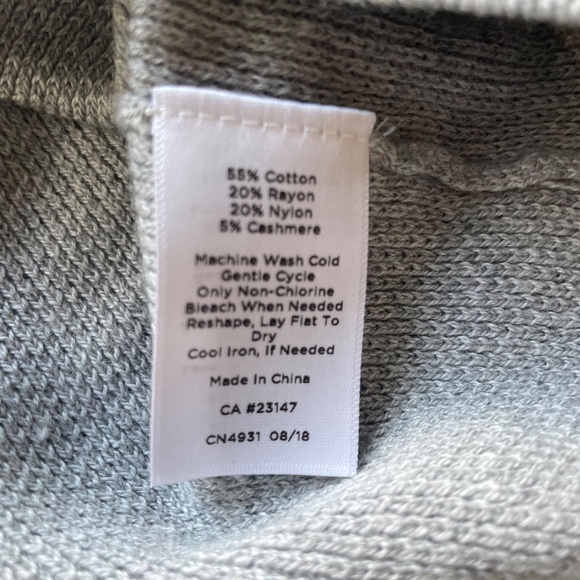 55% Cotton
20% Rayon
20% Nylon
5% Cashmere
Machine Wash Cold
Gentle Cycle
Only Non-Chlorine
Bleach When Needed
Reshape, Lay Flat To
Dry
Cool Iron, If Needed
Made In China
CA #23147
CN4931 08/18